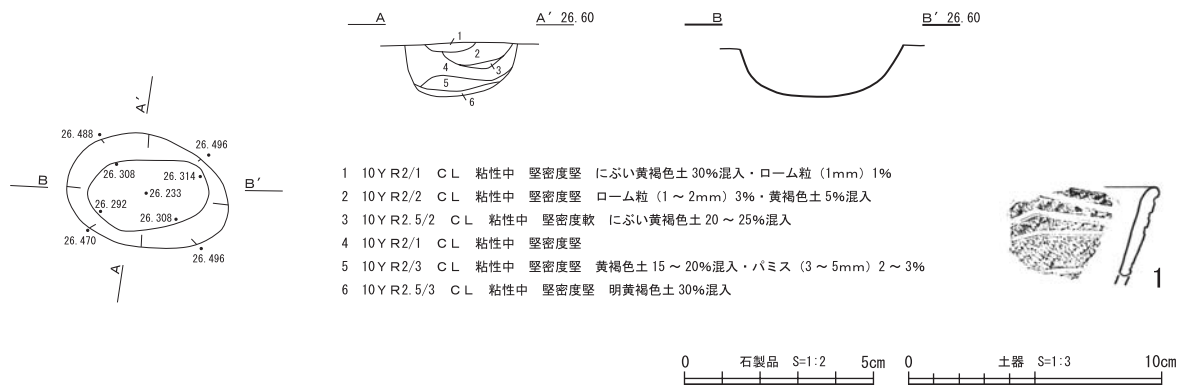 A A′ 26.60
B B′ 26.60
1
2
3
4
5
6
A′
26.488
26.496
B
26.308
26.314
B′
26.233
26.292
26.308
26.470
26.496
A
1 10ＹＲ2/1 ＣＬ 粘性中 堅密度堅 にぶい黄褐色土 30%混入・ローム粒（1mm）1%
2 10ＹＲ2/2 ＣＬ 粘性中 堅密度堅 ローム粒（1～2mm）3%・黄褐色土 5%混入
3 10ＹＲ2.5/2 ＣＬ 粘性中 堅密度軟 にぶい黄褐色土 20～25%混入
4 10ＹＲ2/1 ＣＬ 粘性中 堅密度堅
5 10ＹＲ2/3 ＣＬ 粘性中 堅密度堅 黄褐色土 15～20%混入・パミス（3～5mm）2～3%
6 10ＹＲ2.5/3 ＣＬ 粘性中 堅密度堅 明黄褐色土 30%混入
1
0 石製品 S=1:2 5cm
0 土器 S=1:3 10cm